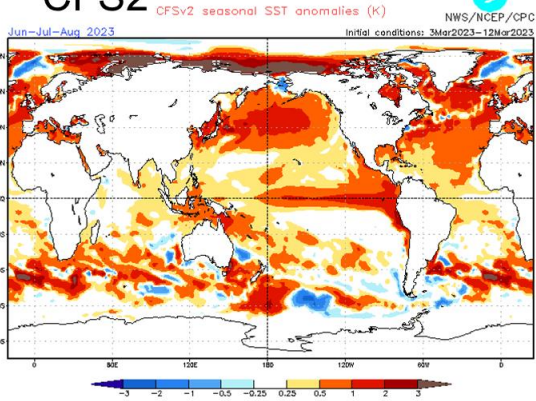 CFS2
CFSv2 seasonal SST anomalies (K)
NWS/NCEP/CPC
Jun-Jul-Aug 2023
Initial conditions: 3Mar2023-12Mar2023
0 60E 120E 180 120W 60W 0
-3 -2 -1 -0.5 -0.25 0.25 0.5 1 2 3